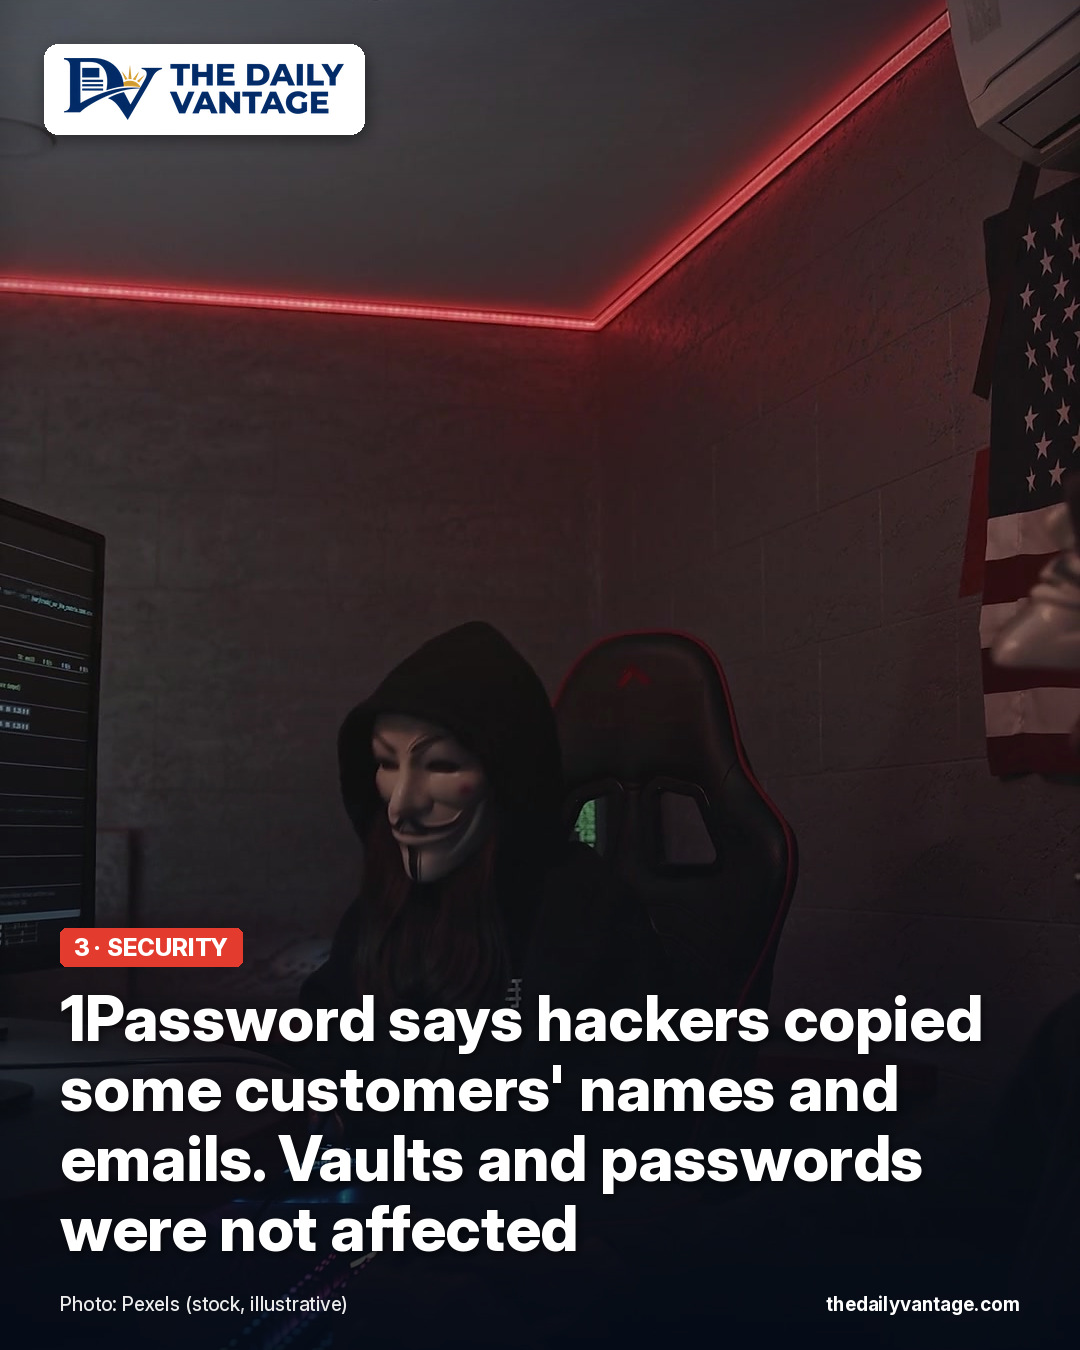 THE DAILY
VANTAGE
3 · SECURITY
1Password says hackers copied
some customers' names and
emails. Vaults and passwords
were not affected
Photo: Pexels (stock, illustrative)
thedailyvantage.com